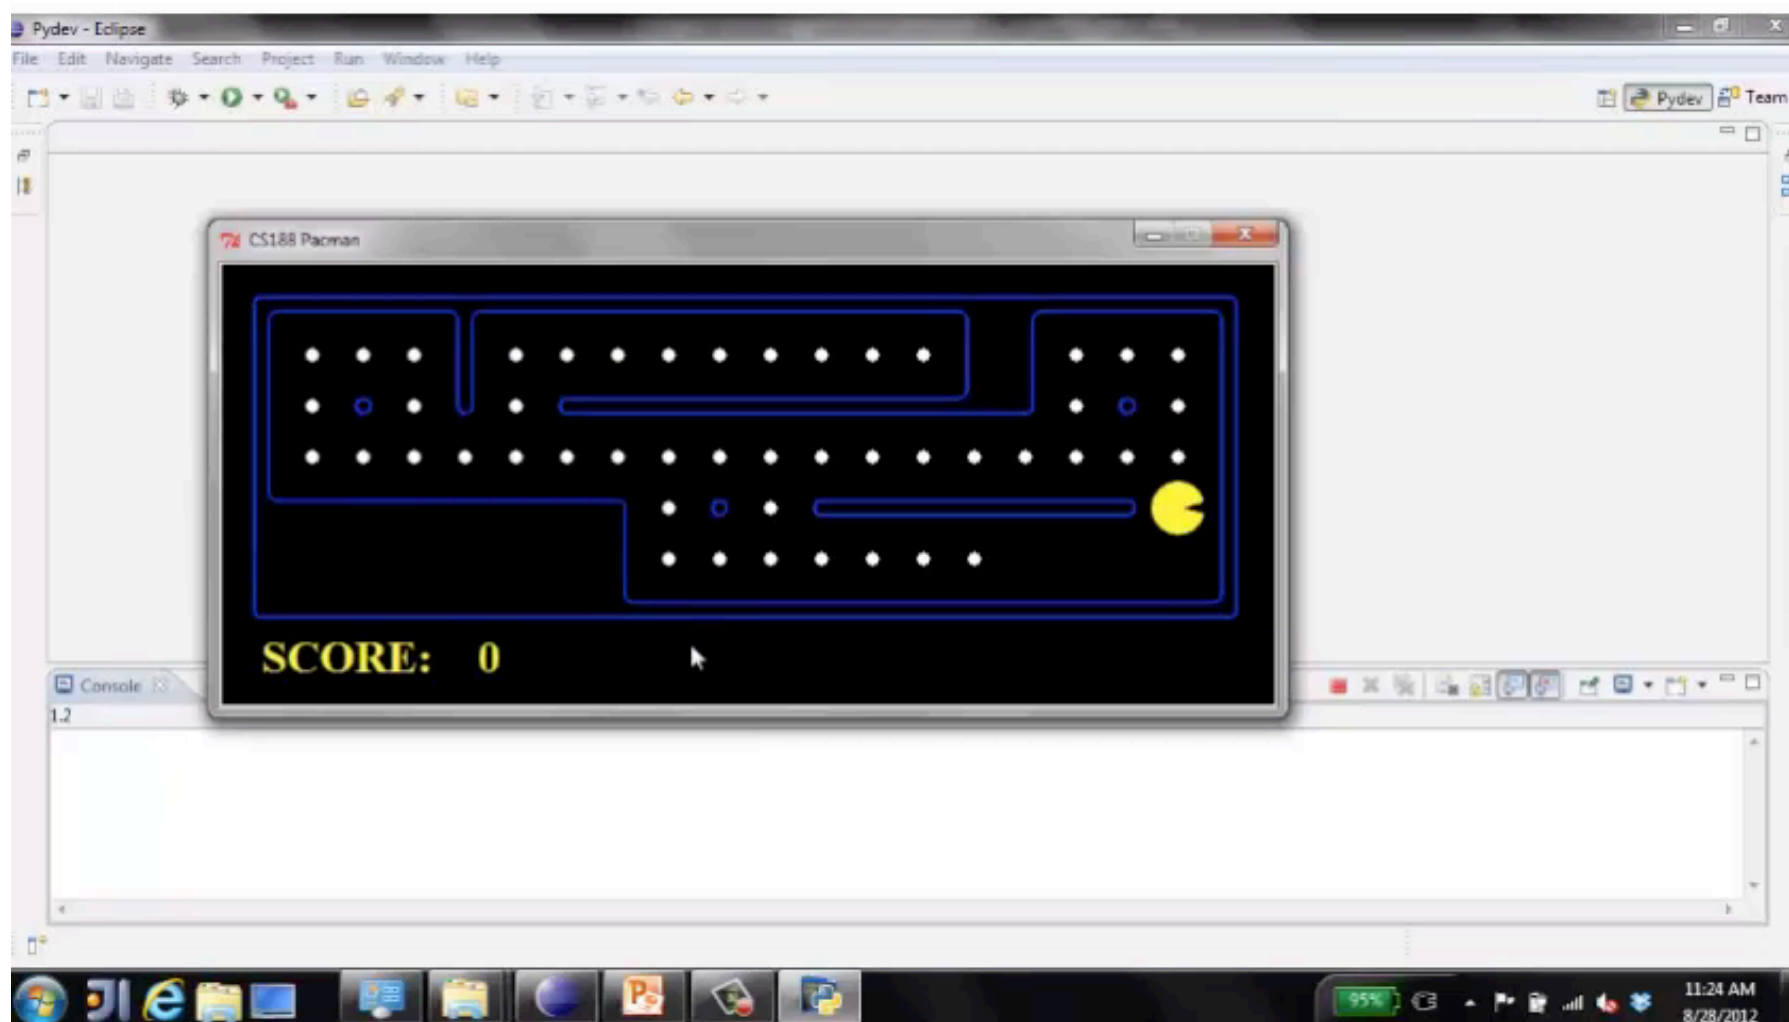 Pydev - Eclipse
File Edit Navigate Search Project Run Window Help
Pydev Team
CS188 Pacman
SCORE: 0
Console
1.2
95%
11:24 AM
8/28/2012